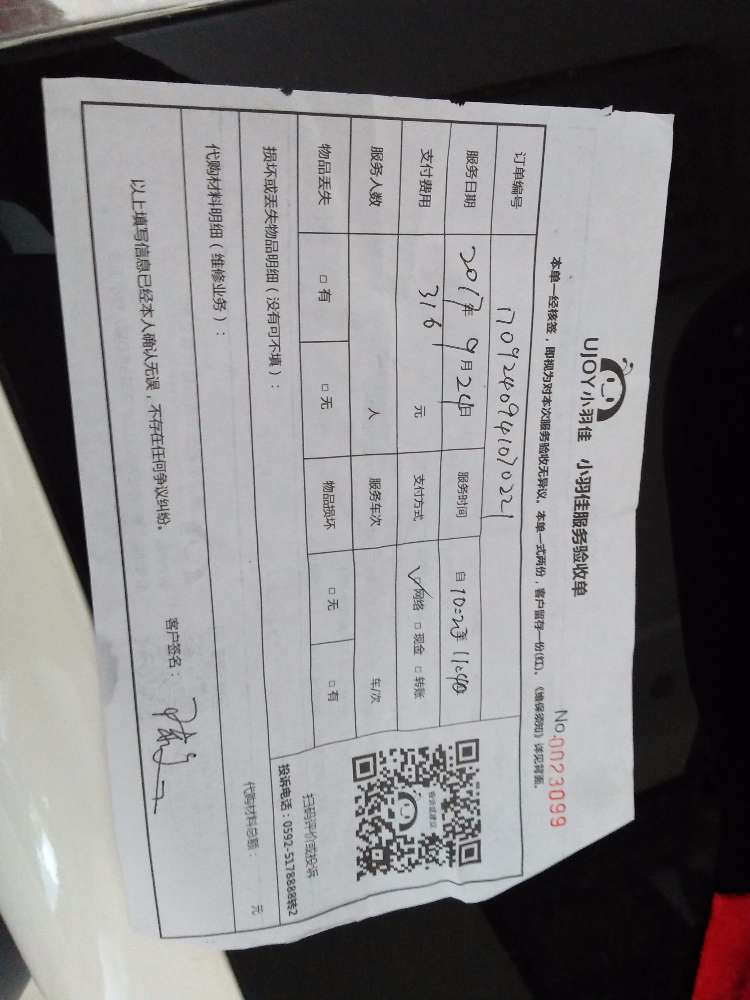 UJOY小羽佳 小羽佳服务验收单
No.0023099
本单一经核签，即视为对本次服务验收无异议。本单一式两份，客户留存一份(红)。《维保须知》详见背面。
订单编号 1709240941070221
服务日期 2017年 9月24日 服务时间 自 10:23至 11:40
支付费用 316 元 支付方式 ☑网络 □现金 □转账
服务人数 人 服务车次 车/次
物品丢失 □有 □无 物品损坏 □无 □有
扫码评价或投诉
投诉电话：0592-5178888转2
损坏或丢失物品明细（没有可不填）：
代购材料明细（维修业务）： 代购材料总额： 元
以上填写信息已经本人确认无误，不存在任何争议纠纷。 客户签名：